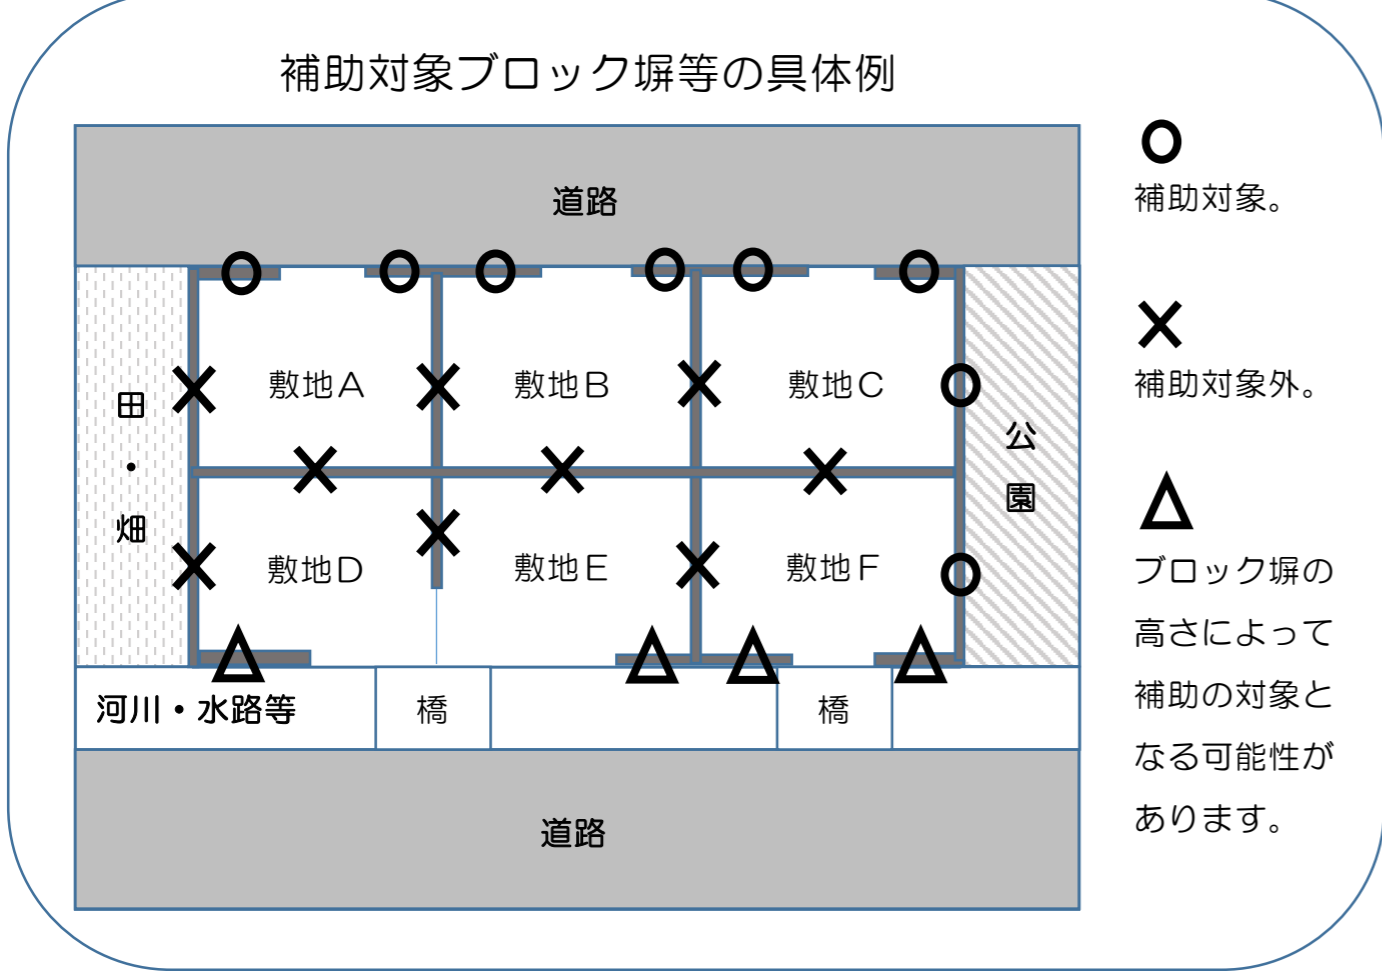 補助対象ブロック塀等の具体例
道路
補助対象。
補助対象外。
敷地A
敷地B
敷地C
田・畑
公園
敷地D
敷地E
敷地F
ブロック塀の
高さによって
補助の対象と
なる可能性が
あります。
河川・水路等
橋
橋
道路